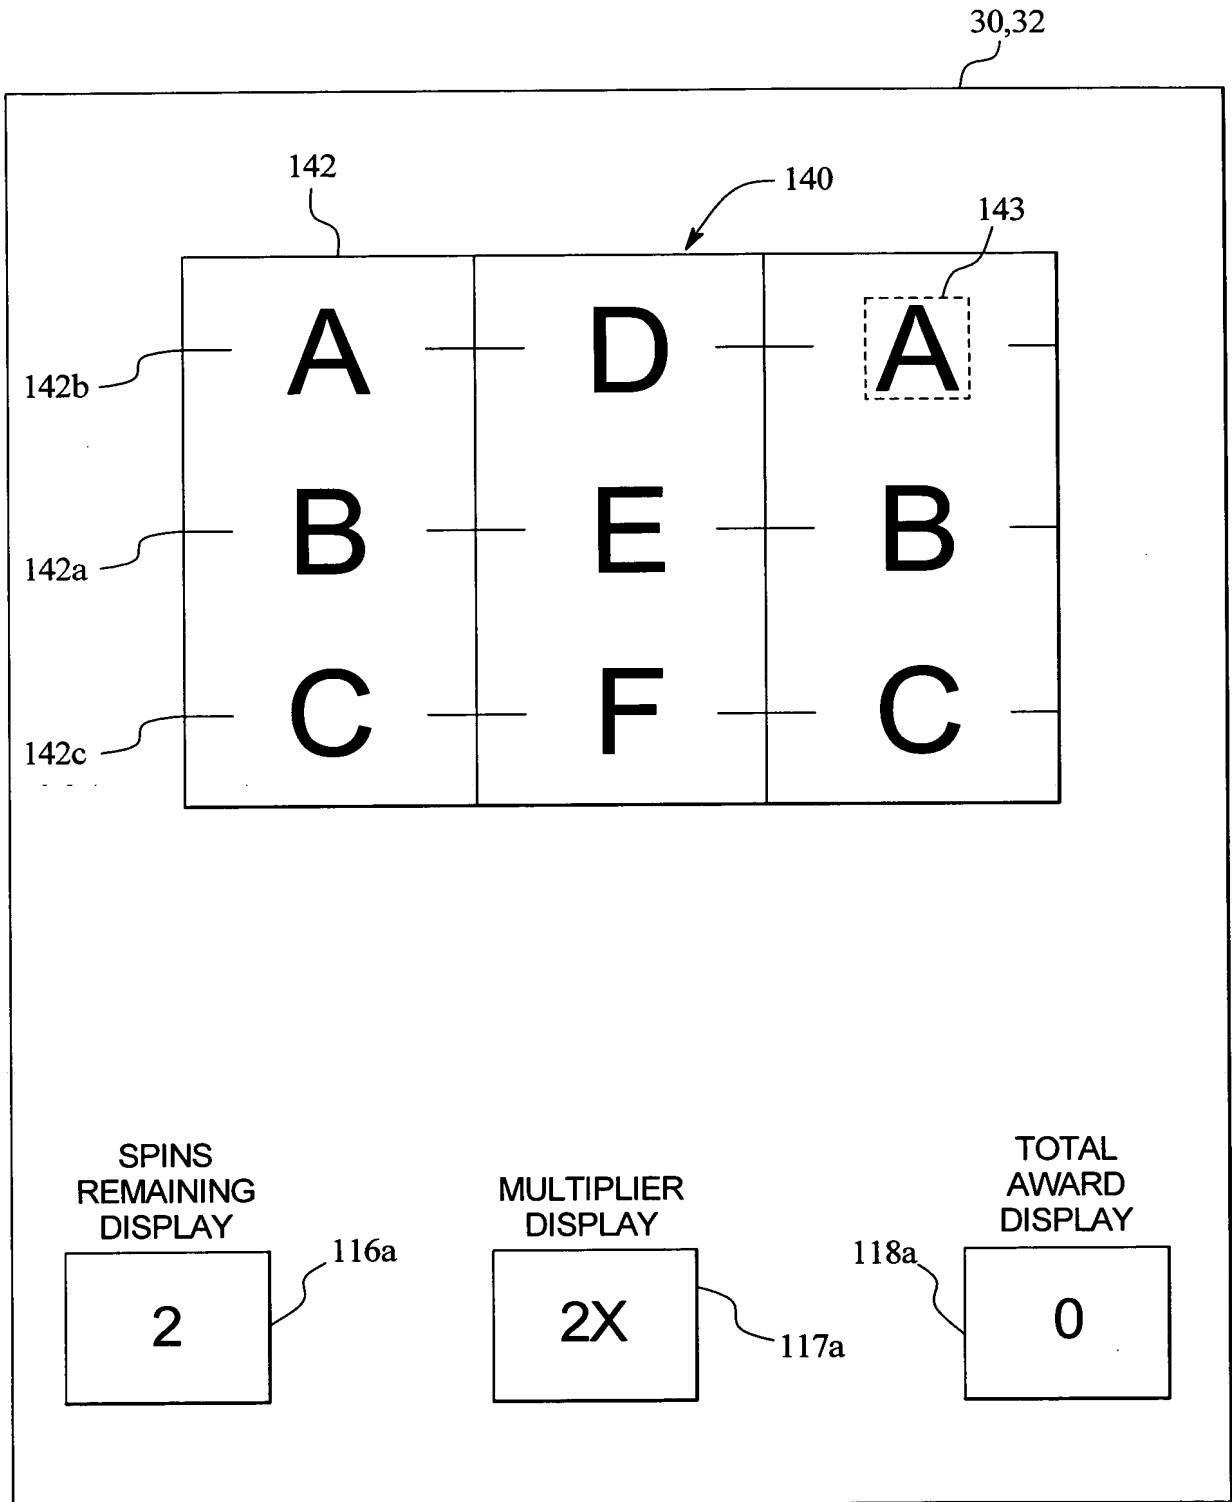 30,32
142
140
143
A D A
142b
B E B
142a
C F C
142c
SPINS
REMAINING
DISPLAY
2
116a
MULTIPLIER
DISPLAY
2X
117a
TOTAL
AWARD
DISPLAY
0
118a